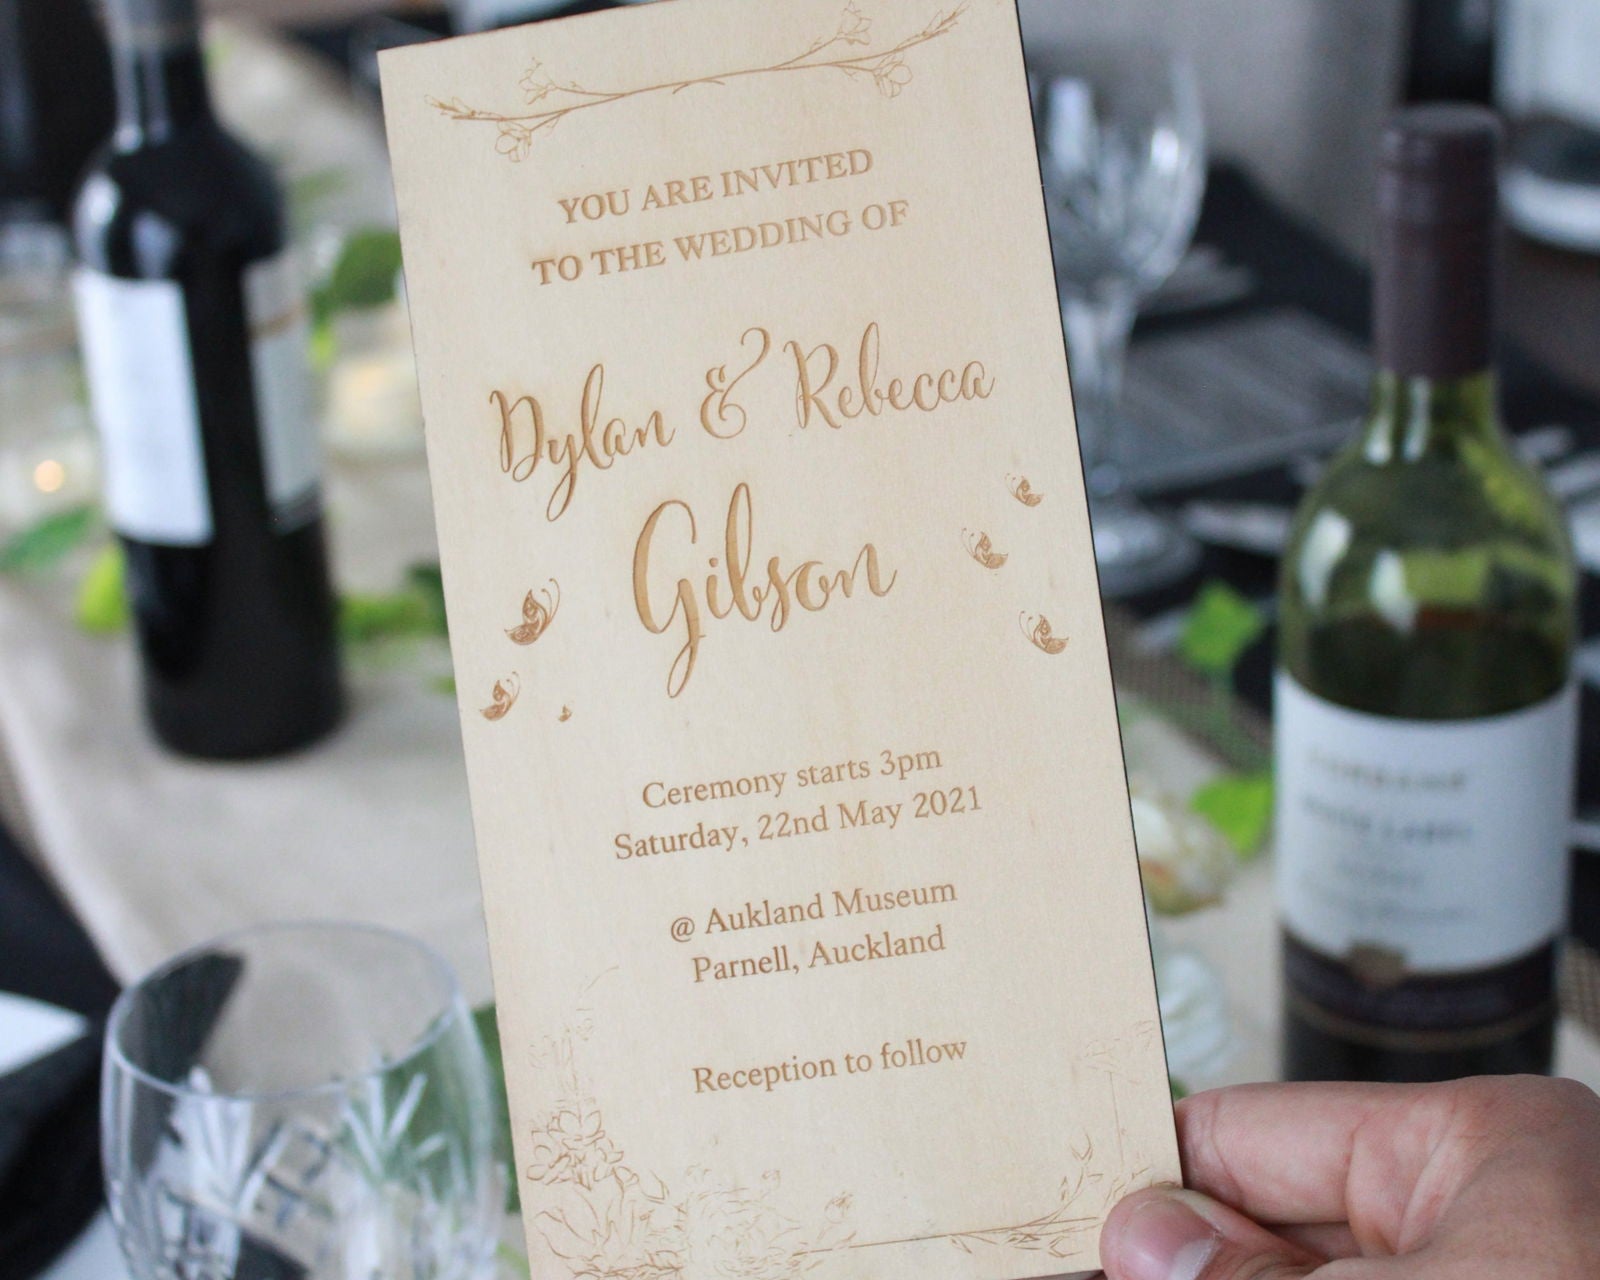 YOU ARE INVITED
TO THE WEDDING OF
Dylan & Rebecca
Gibson
Ceremony starts 3pm
Saturday, 22nd May 2021
@ Aukland Museum
Parnell, Auckland
Reception to follow